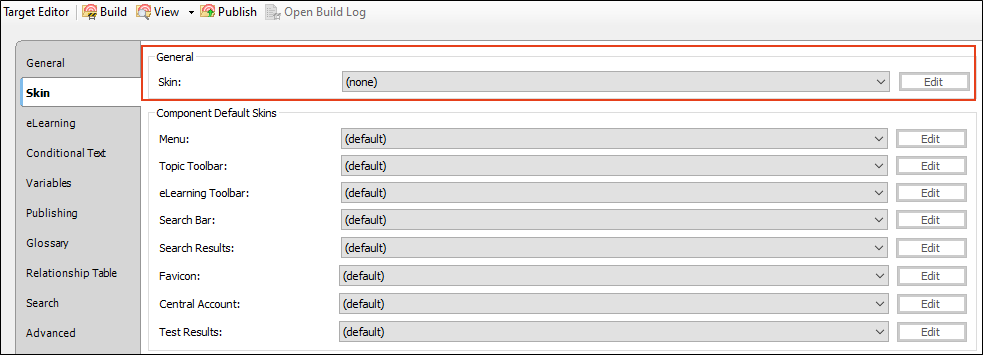 Target Editor Build View Publish Open Build Log
General
Skin
eLearning
Conditional Text
Variables
Publishing
Glossary
Relationship Table
Search
Advanced
General
Skin: (none) Edit
Component Default Skins
Menu: (default) Edit
Topic Toolbar: (default) Edit
eLearning Toolbar: (default) Edit
Search Bar: (default) Edit
Search Results: (default) Edit
Favicon: (default) Edit
Central Account: (default) Edit
Test Results: (default) Edit